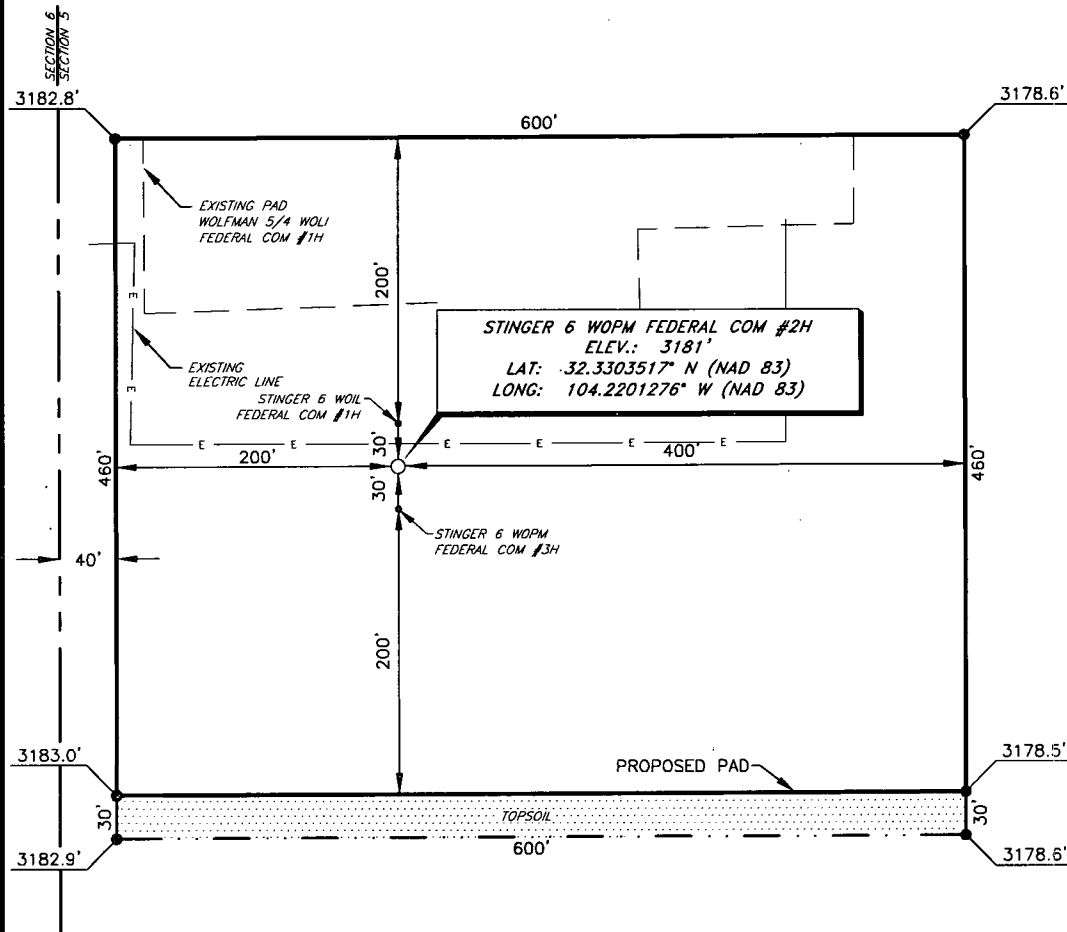 SECTION 6
SECTION 5
3182.8'
3178.6'
600'
EXISTING PAD
WOLFMAN 5/4 WOLI
FEDERAL COM #1H
200'
E
STINGER 6 WOPM FEDERAL COM #2H
ELEV.: 3181'
LAT: 32.3303517° N (NAD 83)
LONG: 104.2201276° W (NAD 83)
EXISTING
ELECTRIC LINE
E
STINGER 6 WOIL
FEDERAL COM #1H
E E E E E E
30'
200'
400'
460'
460'
30'
STINGER 6 WOPM
FEDERAL COM #3H
40'
200'
3183.0'
3178.5'
PROPOSED PAD
30'
TOPSOIL
30'
600'
3182.9'
3178.6'